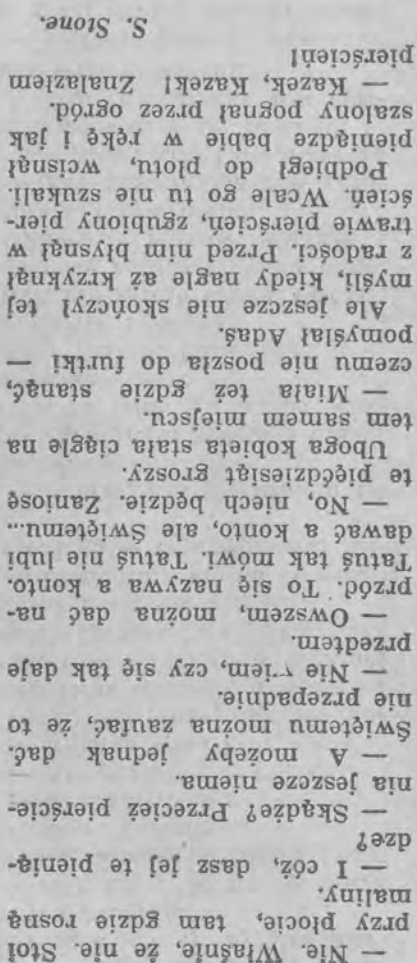 — Nie. Właśnie, że nie. Stoi
przy płocie, tam gdzie rosną
maliny.
— I cóż, dasz jej te pienią-
dze?
— Skądże? Przecież pierście-
nia jeszcze niema.
— A możeby jednak dać.
Świętemu można zaufać, że to
nie przepadnie.
— Nie wiem, czy się tak daje
przedtem.
— Owszem, można dać na-
przód. To się nazywa a konto.
Tatuś tak mówi. Tatuś nie lubi
dawać a konto, ale Świętemu...
— No, niech będzie. Zaniosę
te pięćdziesiąt groszy.
Uboga kobieta stała ciągle na
tem samem miejscu.
— Miała też gdzie stanąć,
czemu nie poszła do furtki —
pomyślał Adaś.
Ale jeszcze nie skończył tej
myśli, kiedy nagle aż krzyknął
z radości. Przed nim błysnął w
trawie pierścień, zgubiony pier-
ścień. Wcale go tu nie szukali.
Podbiegł do płotu, wcisnął
pieniądze babie w rękę i jak
szalony pognał przez ogród.
— Kazek, Kazek! Znalazłem
pierścień!
S. Stone.